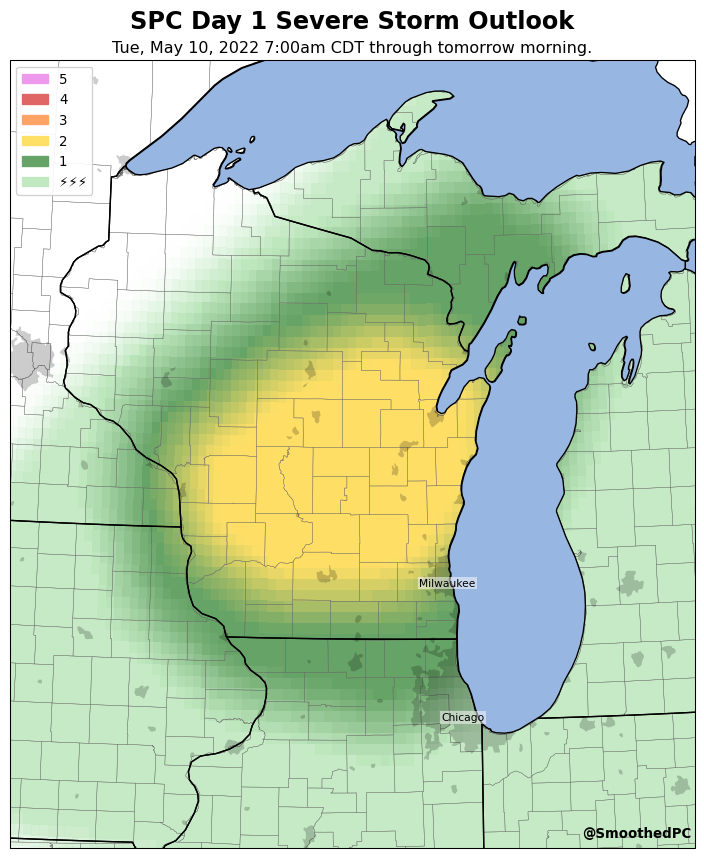 SPC Day 1 Severe Storm Outlook
Tue, May 10, 2022 7:00am CDT through tomorrow morning.
5
4
3
2
1
⚡⚡⚡
Milwaukee
Chicago
@SmoothedPC